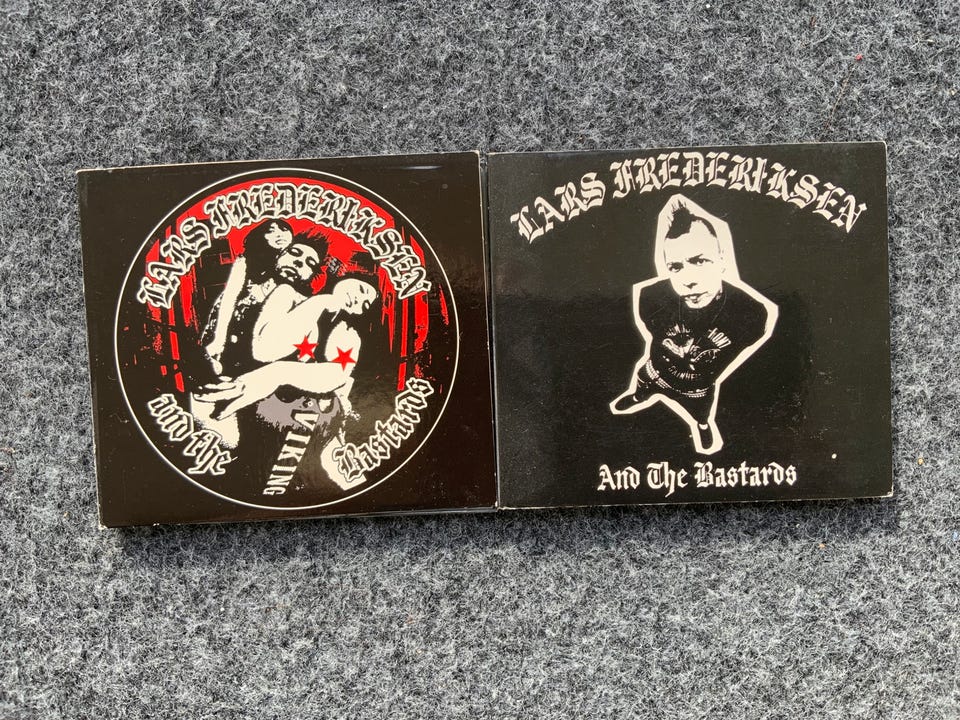 LARS FREDERIKSEN
and the
VIKING
Bastards
LARS FREDERIKSEN
And The Bastards